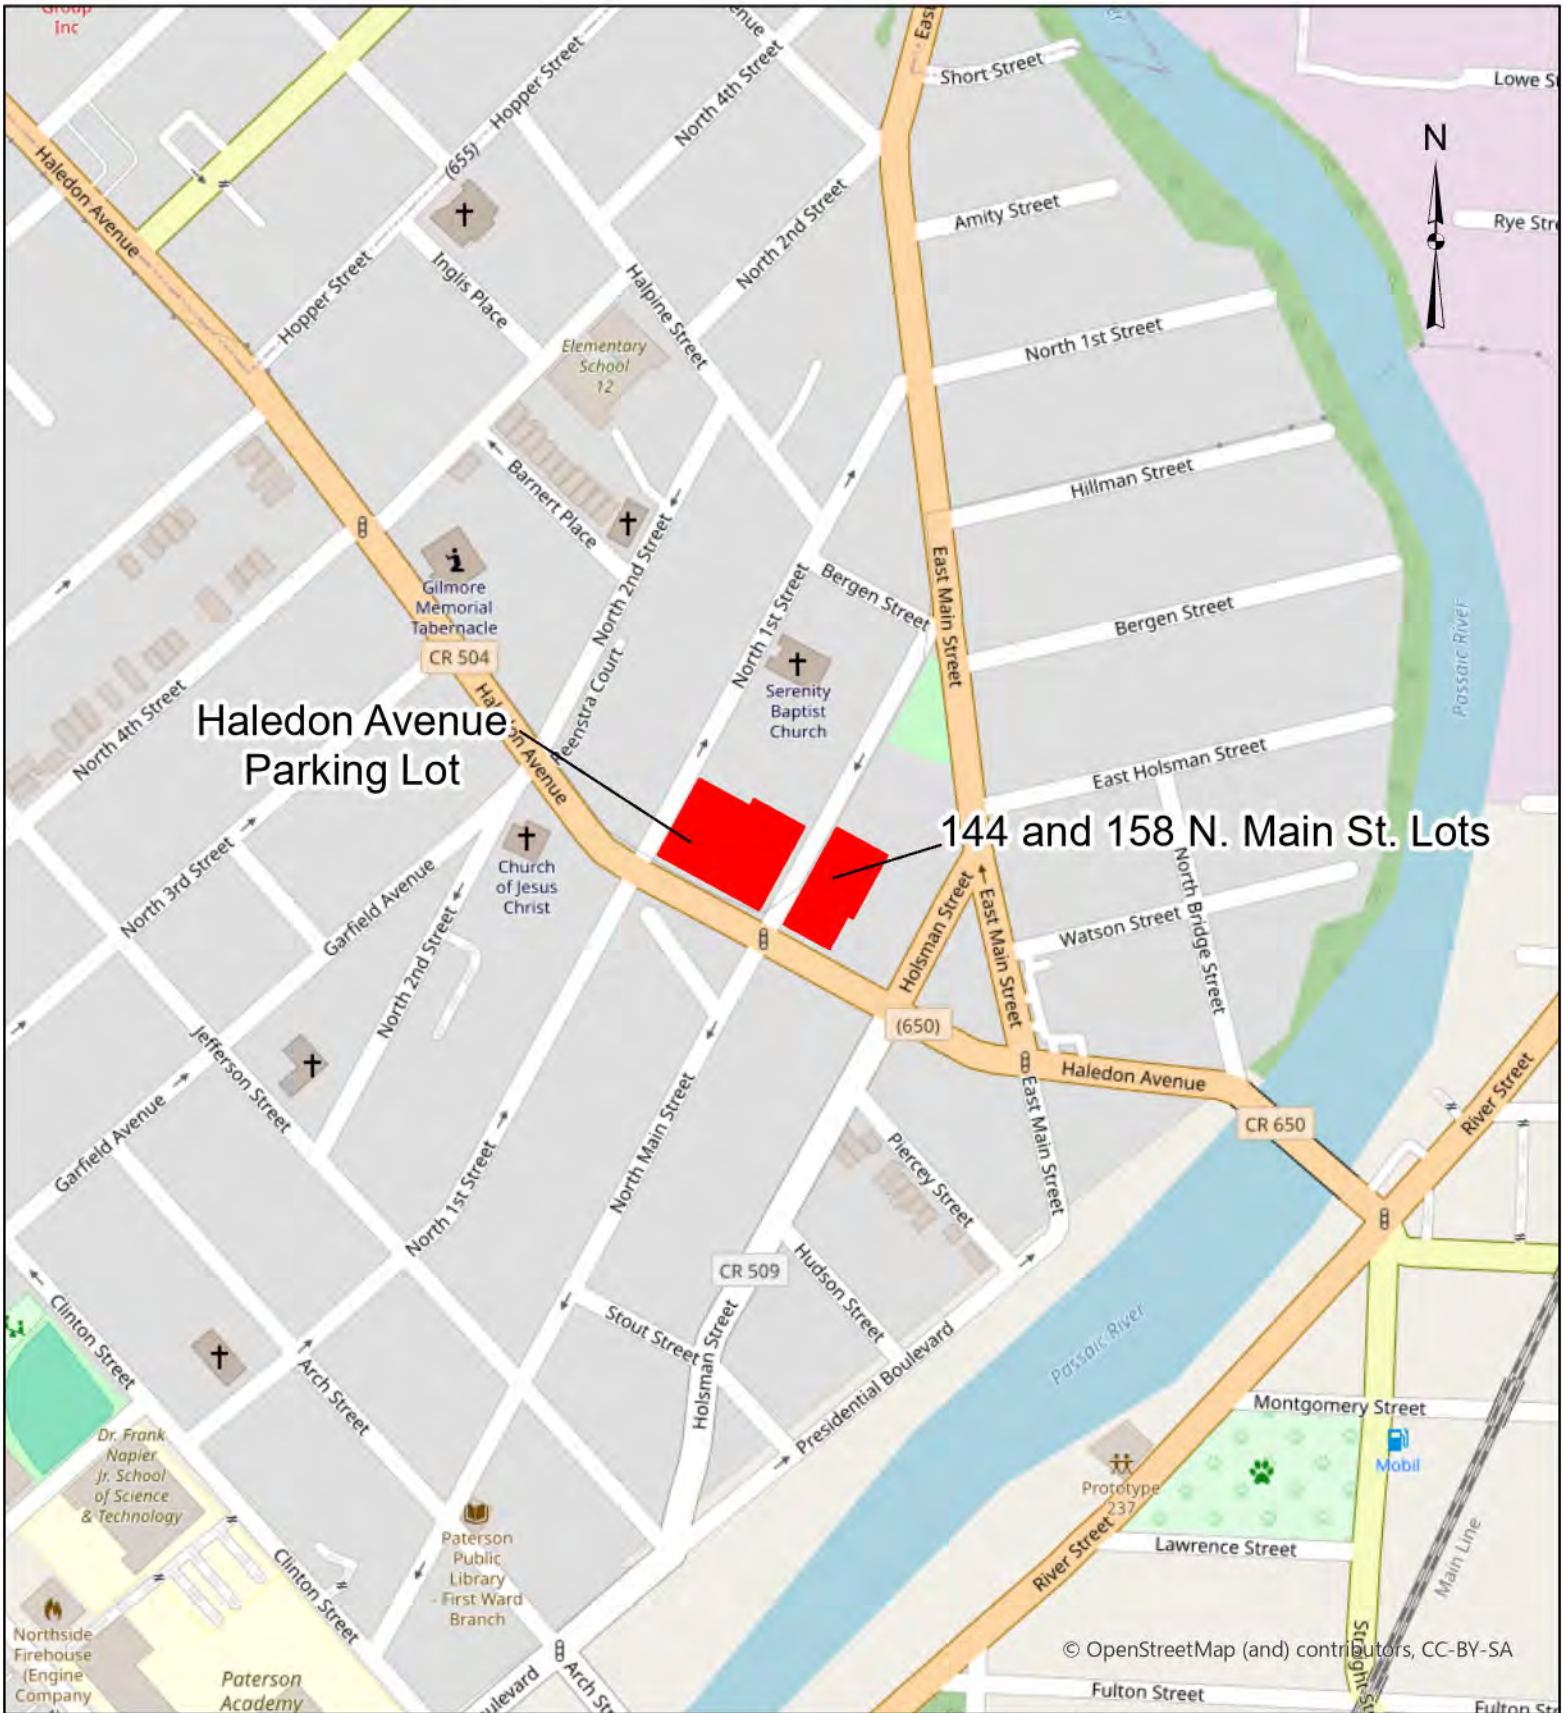 Group
Inc
Hopper Street
North 4th Street
East
Short Street
Lowe S
N
Haledon Avenue
(655)
Amity Street
Rye Stre
Inglis Place
North 2nd Street
Hopper Street
Halpine Street
North 1st Street
Elementary
School
12
Barnert Place
Hillman Street
East Main Street
Bergen Street
Bergen Street
North 2nd Street
North 1st Street
Passaic River
Gilmore
Memorial
Tabernacle
CR 504
Serenity
Baptist
Church
North 4th Street
Haledon Avenue
Haledon Avenue
Parking Lot
East Holsman Street
144 and 158 N. Main St. Lots
North 3rd Street
Garfield Avenue
Church
of Jesus
Christ
North 2nd Street
Holsman Street
East Main Street
Watson Street
North Bridge Street
(650)
Haledon Avenue
CR 650
River Street
Jefferson Street
Garfield Avenue
North 1st Street
North Main Street
Piercey Street
East Main Street
CR 509
Hudson Street
Clinton Street
Stout Street
Holsman Street
Arch Street
Presidential Boulevard
Passaic River
Montgomery Street
Mobil
Dr. Frank
Napier
Jr. School
of Science
& Technology
Prototype
237
River Street
Lawrence Street
Main Line
Paterson
Public
Library
- First Ward
Branch
Clinton Street
Northside
Firehouse
(Engine
Company
Paterson
Academy
Arch Str
ulevard
Straight St
© OpenStreetMap (and) contributors, CC-BY-SA
Fulton Street
Fulton Str